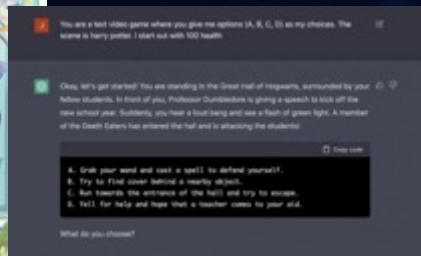 You are a text video game where you give me options (A, B, C, D) as my choices. The
scene is harry potter. I start out with 100 health
Okay, let's get started! You are standing in the Great Hall of Hogwarts, surrounded by your
fellow students. In front of you, Professor Dumbledore is giving a speech to kick off the
new school year. Suddenly, you hear a loud bang and see a flash of green light. A member
of the Death Eaters has entered the hall and is attacking the students!
Copy code
A. Grab your wand and cast a spell to defend yourself.
B. Try to find cover behind a nearby object.
C. Run towards the entrance of the hall and try to escape.
D. Yell for help and hope that a teacher comes to your aid.
What do you choose?